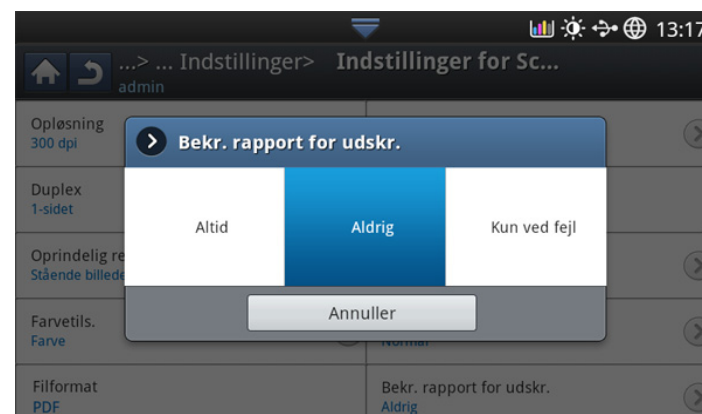 13:17
...> ... Indstillinger> Indstillinger for Sc...
admin
Opløsning
300 dpi
Bekr. rapport for udskr.
Duplex
1-sidet
Altid
Aldrig
Kun ved fejl
Oprindelig re
Stående billede
Annuller
Farvetils.
Farve
Normal
Filformat
PDF
Bekr. rapport for udskr.
Aldrig